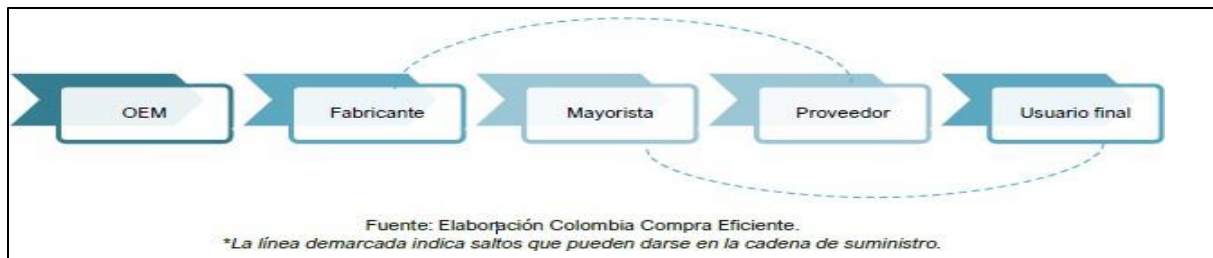 OEM
Fabricante
Mayorista
Proveedor
Usuario final
Fuente: Elaboración Colombia Compra Eficiente.
*La línea demarcada indica saltos que pueden darse en la cadena de suministro.